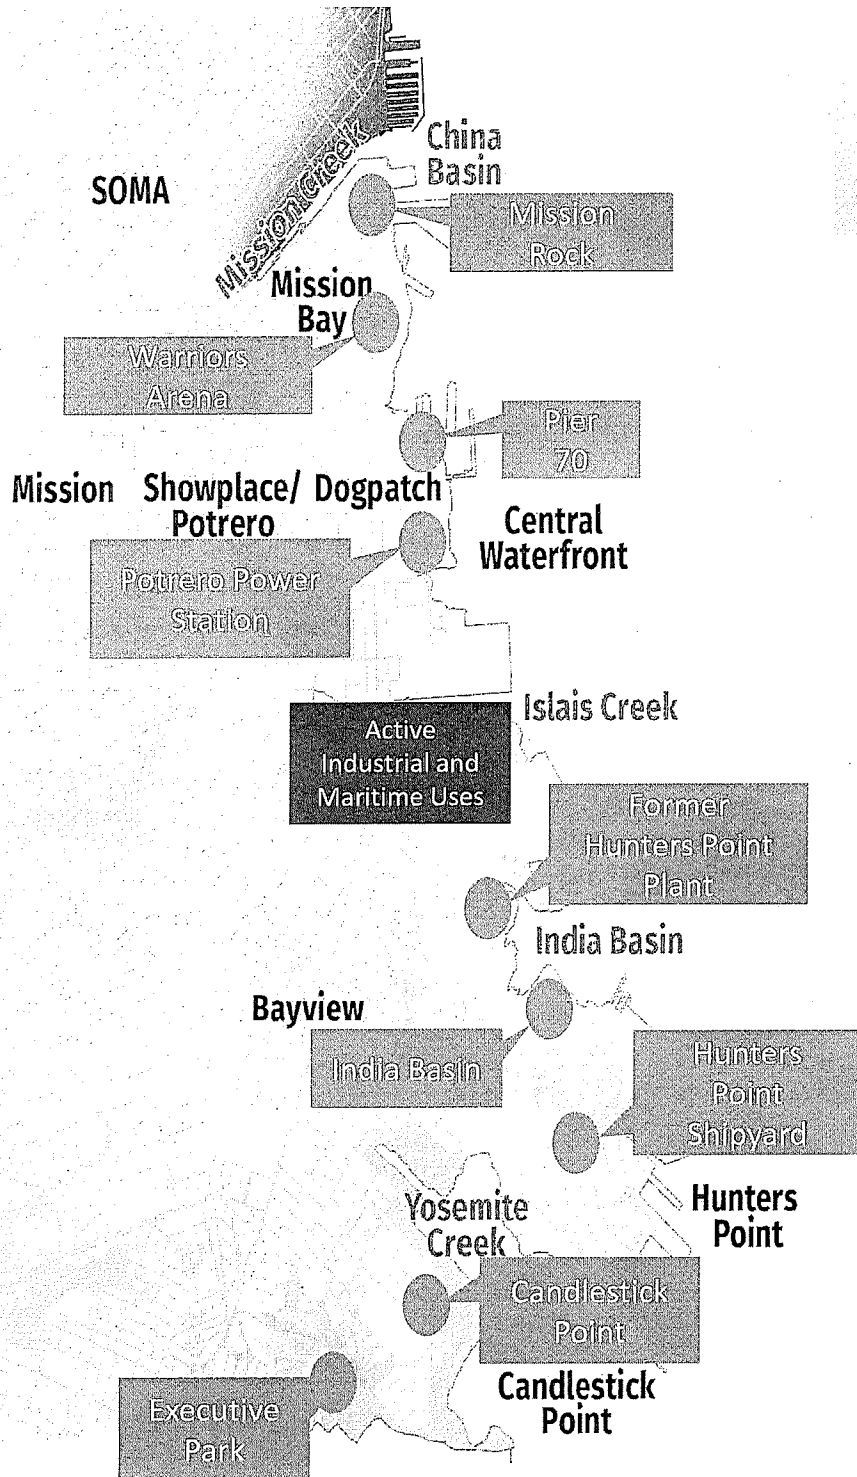 China
Basin
SOMA
Mission Creek
Mission
Rock
Mission
Bay
Warriors
Arena
Pier
70
Mission Showplace/ Dogpatch
Potrero
Central
Waterfront
Potrero Power
Station
Islais Creek
Active
Industrial and
Maritime Uses
Former
Hunters Point
Plant
India Basin
Bayview
India Basin
Hunters
Point
Shipyard
Hunters
Point
Yosemite
Creek
Candlestick
Point
Candlestick
Point
Executive
Park